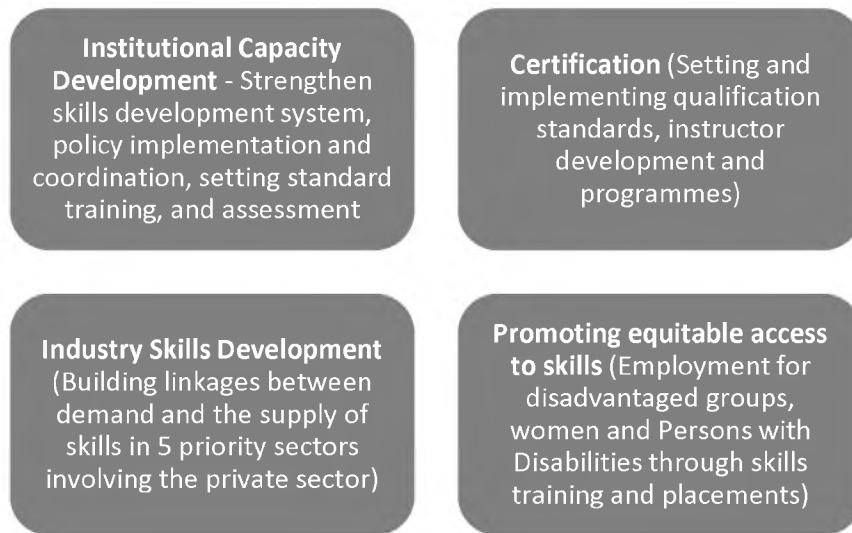 Institutional Capacity
Development - Strengthen
skills development system,
policy implementation and
coordination, setting standard
training, and assessment
Certification (Setting and
implementing qualification
standards, instructor
development and
programmes)
Industry Skills Development
(Building linkages between
demand and the supply of
skills in 5 priority sectors
involving the private sector)
Promoting equitable access
to skills (Employment for
disadvantaged groups,
women and Persons with
Disabilities through skills
training and placements)